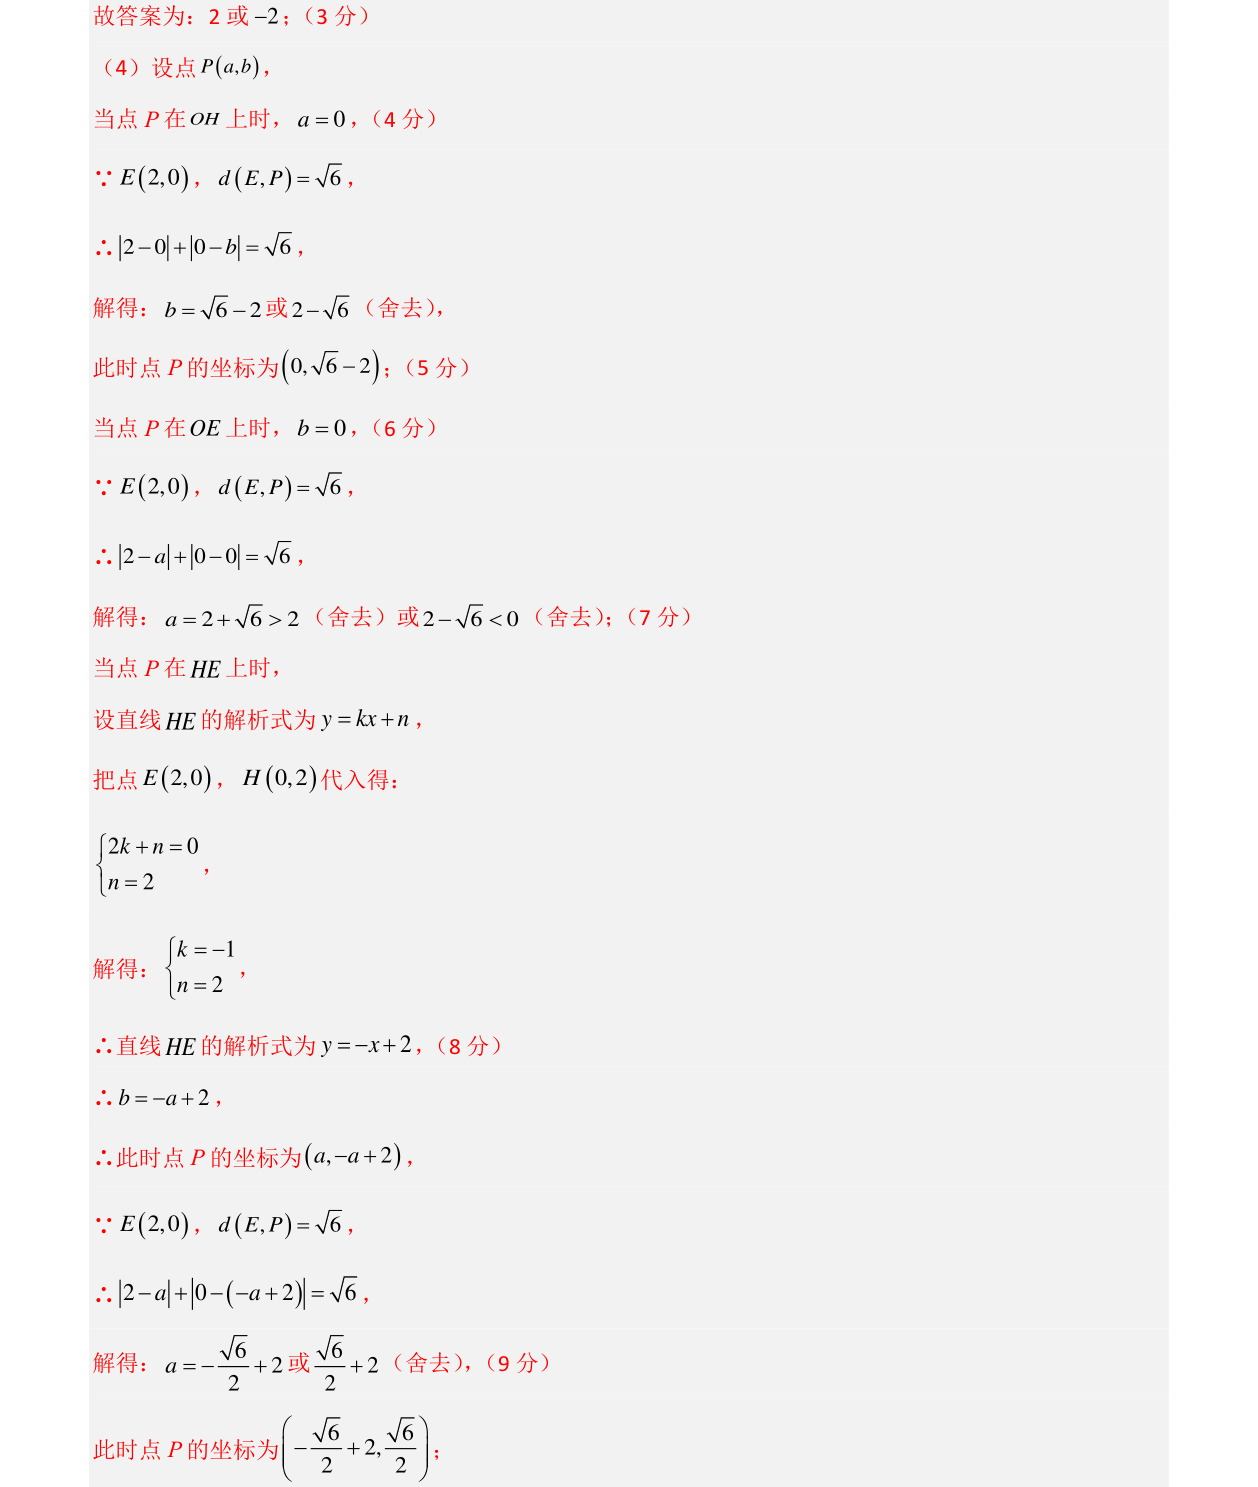 故答案为：2 或 −2；（3 分）
（4）设点 P(a,b)，
当点 P 在 OH 上时， a = 0，（4 分）
∵ E(2,0)， d(E,P) = √6，
∴ |2−0| + |0−b| = √6，
解得： b = √6 − 2 或 2 − √6 （舍去），
此时点 P 的坐标为 (0, √6 − 2)；（5 分）
当点 P 在 OE 上时， b = 0，（6 分）
∵ E(2,0)， d(E,P) = √6，
∴ |2−a| + |0−0| = √6，
解得： a = 2 + √6 > 2 （舍去）或 2 − √6 < 0 （舍去）；（7 分）
当点 P 在 HE 上时，
设直线 HE 的解析式为 y = kx + n，
把点 E(2,0)， H(0,2) 代入得：
{2k + n = 0
n = 2 ，
解得： {k = −1
n = 2 ，
∴直线 HE 的解析式为 y = −x + 2，（8 分）
∴ b = −a + 2，
∴此时点 P 的坐标为 (a, −a + 2)，
∵ E(2,0)， d(E,P) = √6，
∴ |2−a| + |0−(−a+2)| = √6，
解得： a = −√6/2 + 2 或 √6/2 + 2 （舍去），（9 分）
此时点 P 的坐标为 (−√6/2 + 2, √6/2)；